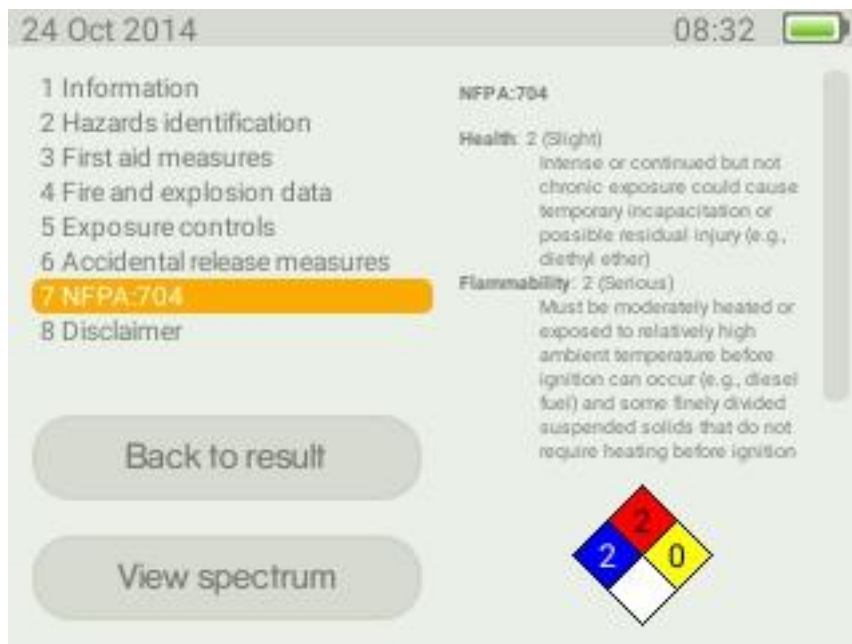 24 Oct 2014 08:32
1 Information
2 Hazards identification
3 First aid measures
4 Fire and explosion data
5 Exposure controls
6 Accidental release measures
7 NFPA:704
8 Disclaimer
Back to result
View spectrum
NFPA:704
Health: 2 (Slight)
Intense or continued but not
chronic exposure could cause
temporary incapacitation or
possible residual injury (e.g.,
diethyl ether)
Flammability: 2 (Serious)
Must be moderately heated or
exposed to relatively high
ambient temperature before
ignition can occur (e.g., diesel
fuel) and some finely divided
suspended solids that do not
require heating before ignition
2
2 0